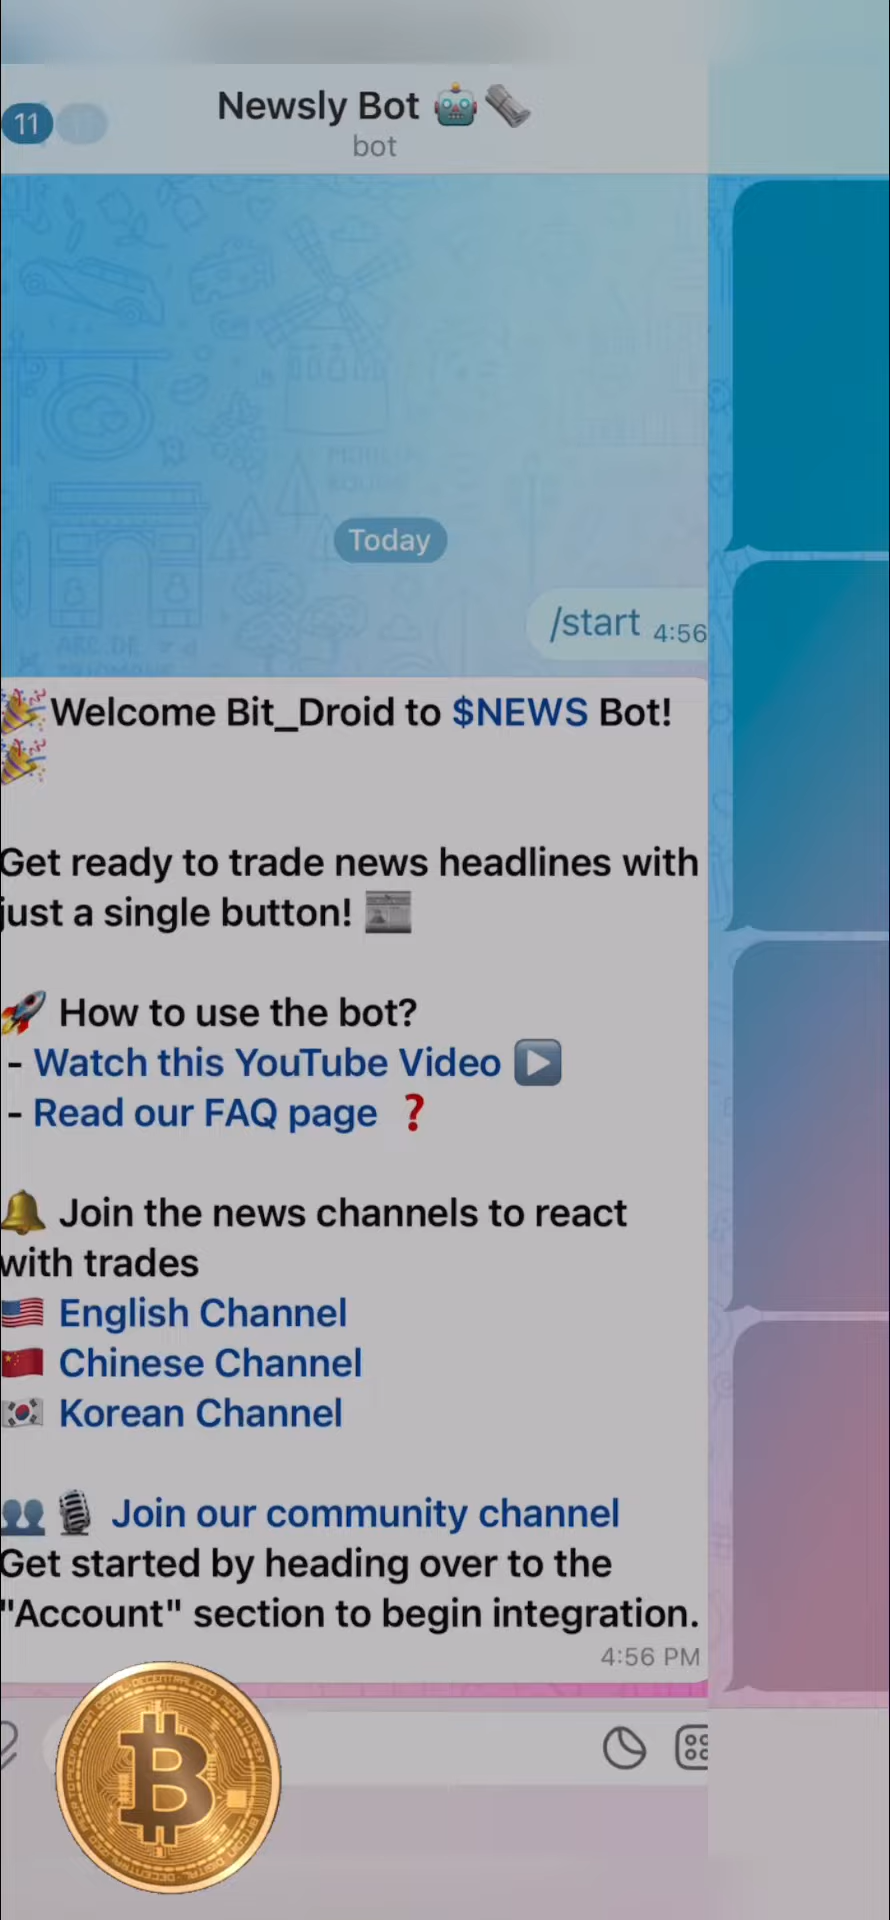 11
Newsly Bot 🤖🗞️
bot
Today
/start 4:56
🎉Welcome Bit_Droid to $NEWS Bot!
🎉
Get ready to trade news headlines with
just a single button! 📰
🚀 How to use the bot?
- Watch this YouTube Video ▶️
- Read our FAQ page ❓
🔔 Join the news channels to react
with trades
🇺🇸 English Channel
🇨🇳 Chinese Channel
🇰🇷 Korean Channel
👥🎙️ Join our community channel
Get started by heading over to the
"Account" section to begin integration.
4:56 PM